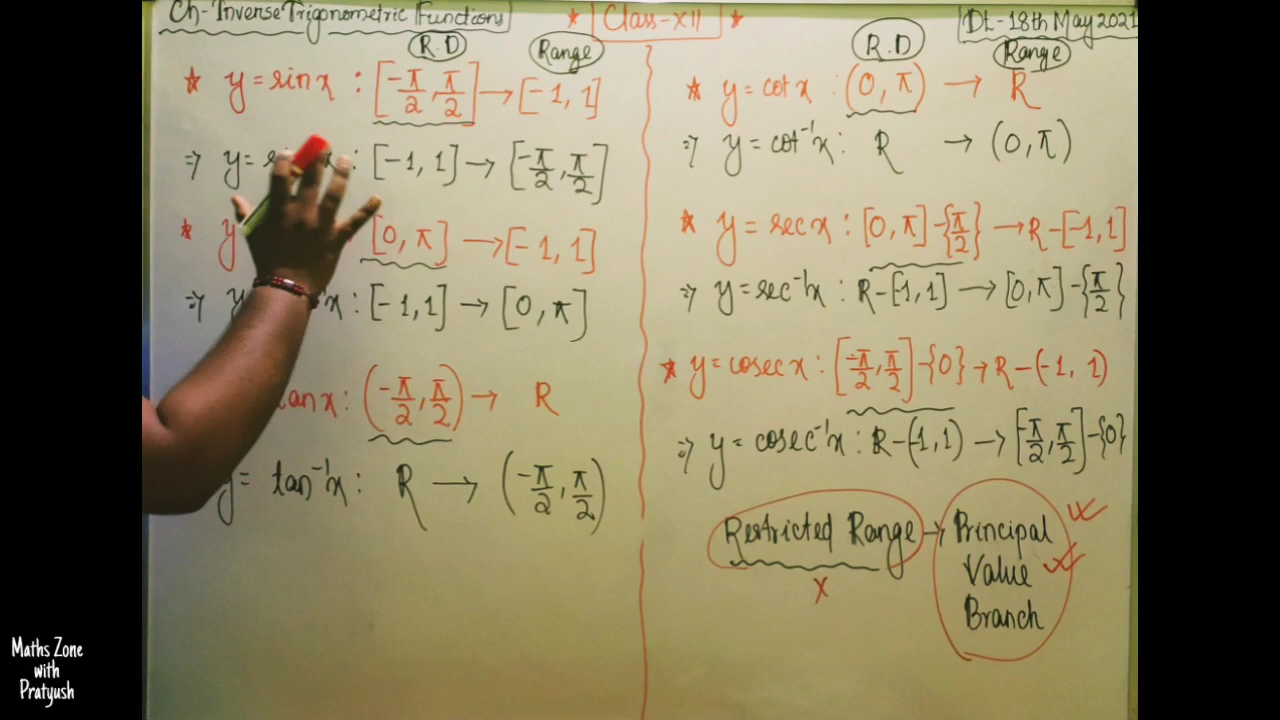 Ch-Inverse Trigonometric Functions
★ Class-XII ★
Dt-18th May 2021
R.D Range
★ y = sin x : [-π/2, π/2] → [-1, 1]
⇒ y = : [-1, 1] → [-π/2, π/2]
★ y [0, π] → [-1, 1]
⇒ y x : [-1, 1] → [0, π]
tan x : (-π/2, π/2) → R
y = tan⁻¹x : R → (-π/2, π/2)
R.D Range
★ y = cot x : (0, π) → R
⇒ y = cot⁻¹x : R → (0, π)
★ y = sec x : [0, π] - {π/2} → R - [-1, 1]
⇒ y = sec⁻¹x : R - [-1, 1] → [0, π] - {π/2}
★ y = cosec x : [-π/2, π/2] - {0} → R - (-1, 1)
⇒ y = cosec⁻¹x : R - (-1, 1) → [-π/2, π/2] - {0}
Restricted Range → Principal
Value
Branch
X
Maths Zone
with
Pratyush